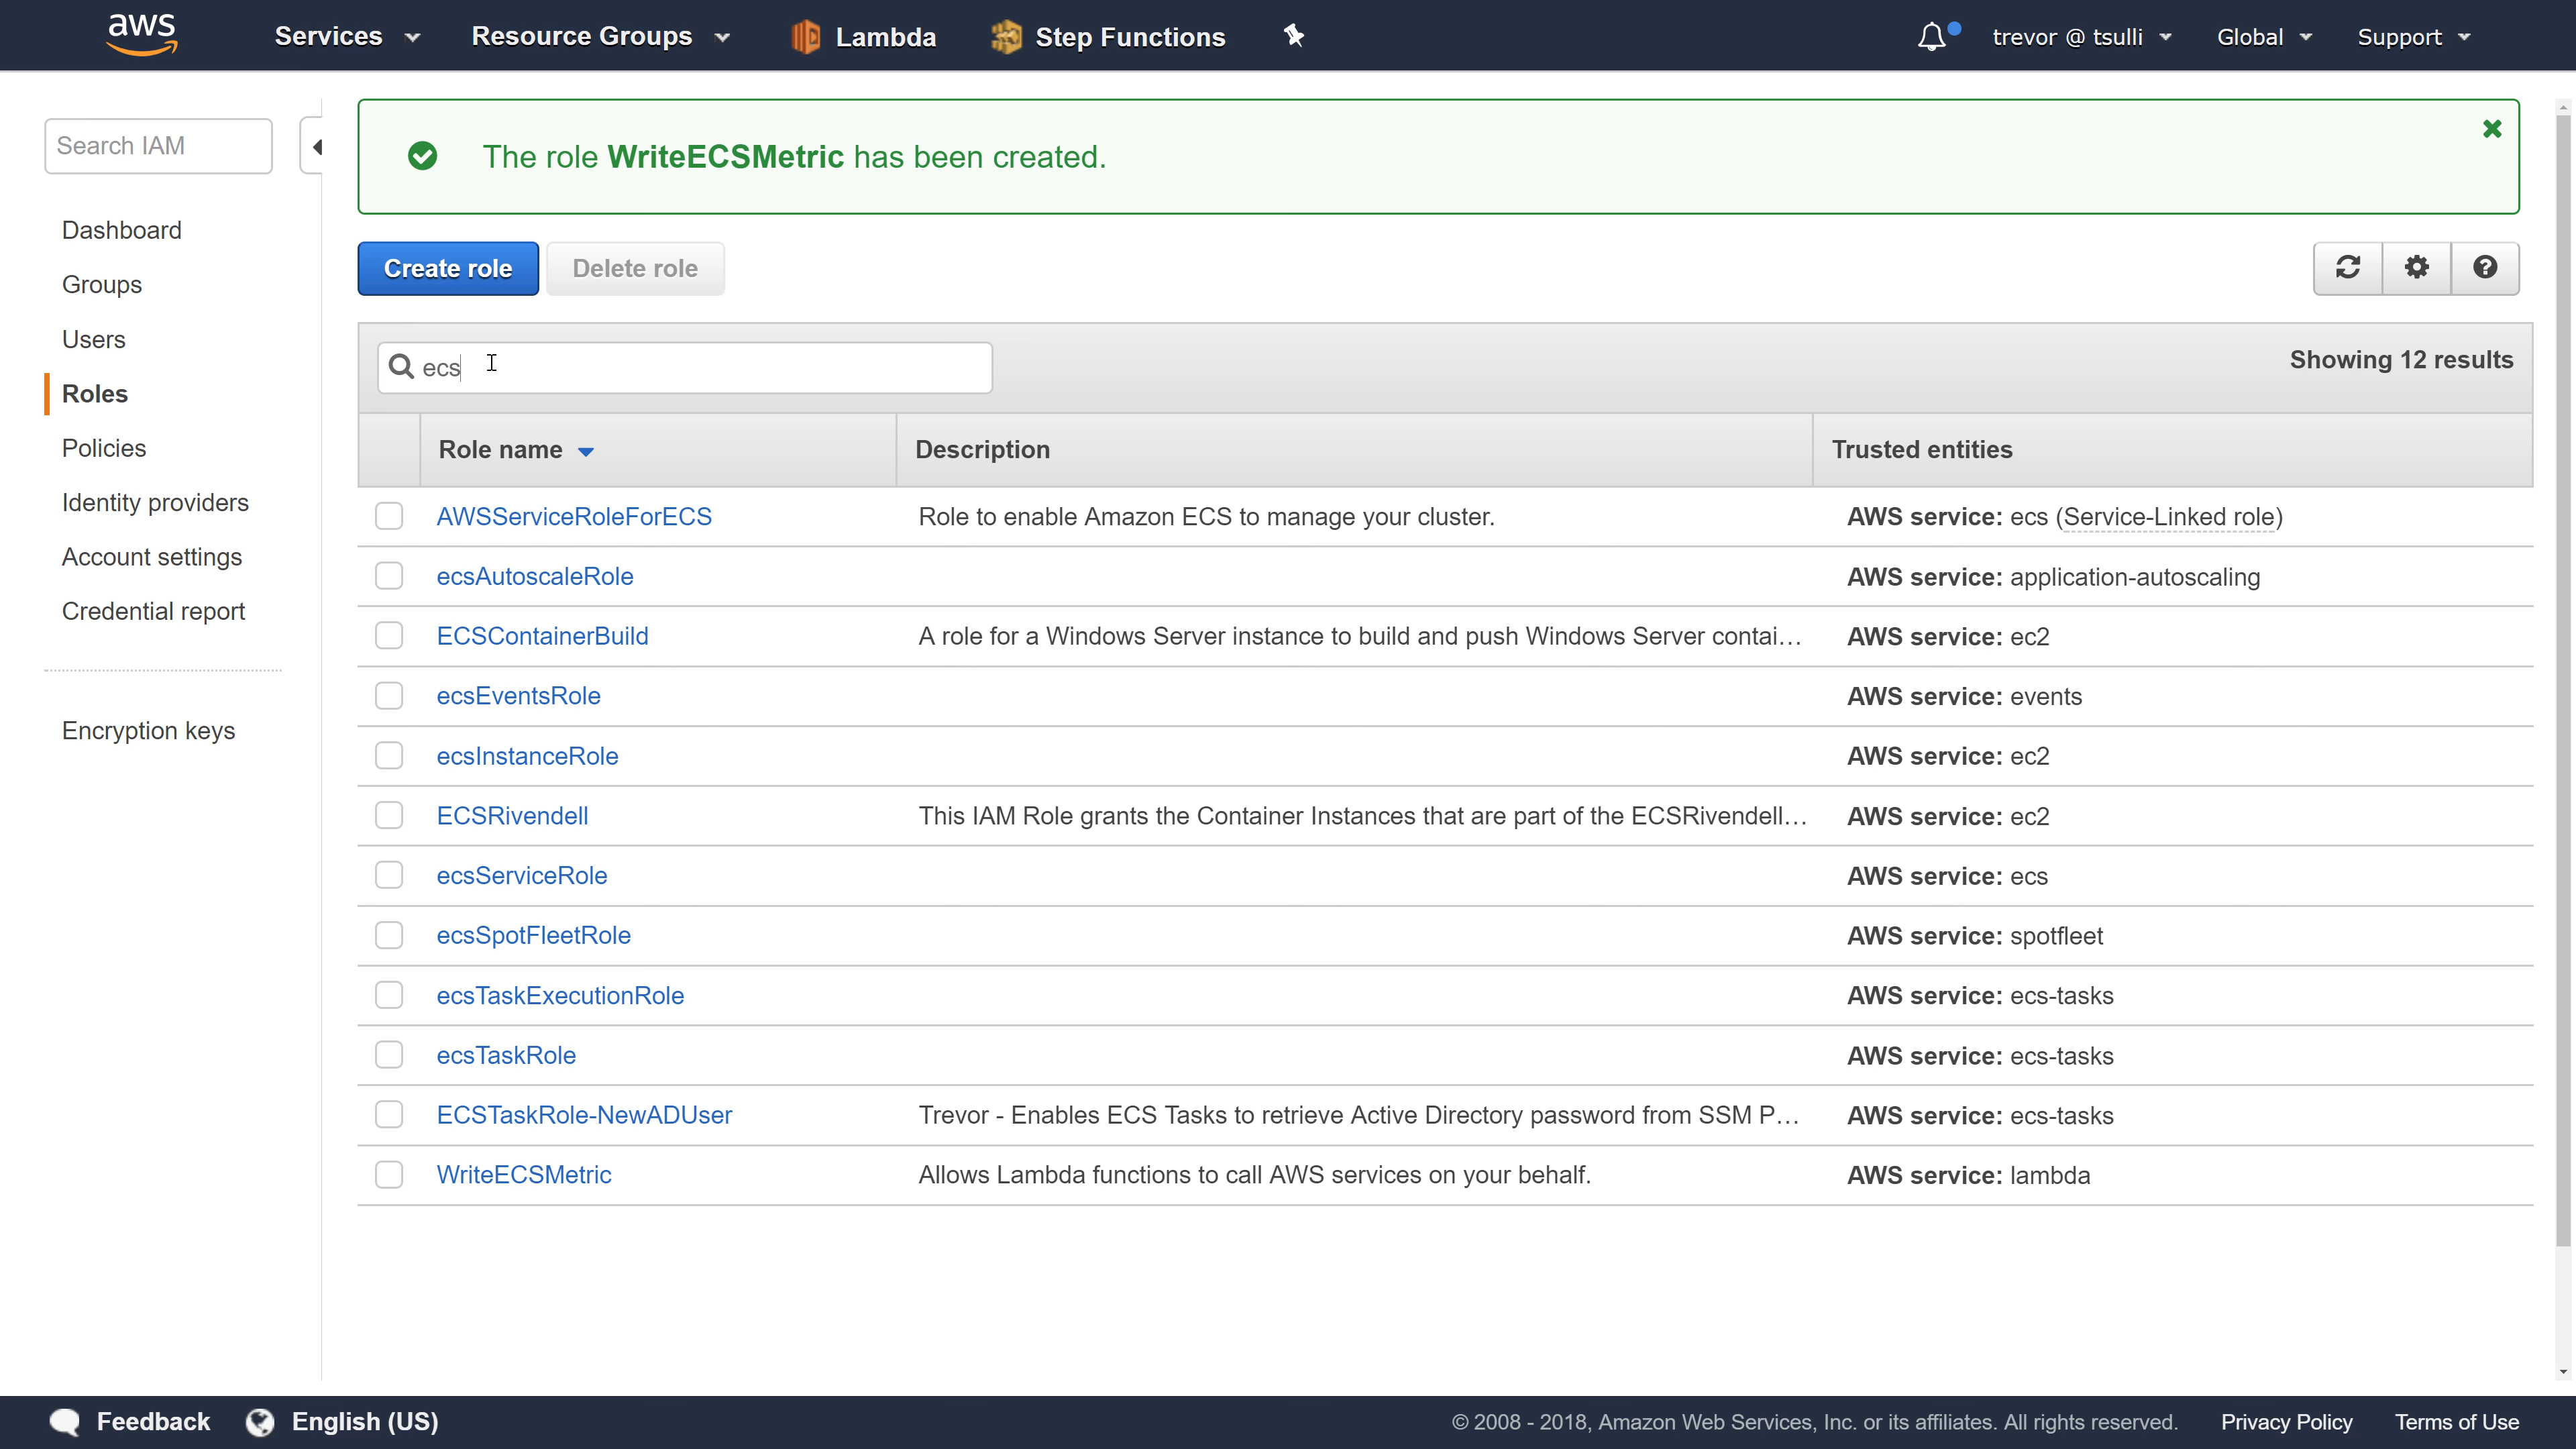 aws Services Resource Groups Lambda Step Functions trevor @ tsulli Global Support
Search IAM
Dashboard
Groups
Users
Roles
Policies
Identity providers
Account settings
Credential report
Encryption keys
The role WriteECSMetric has been created.
Create role Delete role
ecs Showing 12 results
Role name Description Trusted entities
AWSServiceRoleForECS Role to enable Amazon ECS to manage your cluster. AWS service: ecs (Service-Linked role)
ecsAutoscaleRole AWS service: application-autoscaling
ECSContainerBuild A role for a Windows Server instance to build and push Windows Server contai... AWS service: ec2
ecsEventsRole AWS service: events
ecsInstanceRole AWS service: ec2
ECSRivendell This IAM Role grants the Container Instances that are part of the ECSRivendell... AWS service: ec2
ecsServiceRole AWS service: ecs
ecsSpotFleetRole AWS service: spotfleet
ecsTaskExecutionRole AWS service: ecs-tasks
ecsTaskRole AWS service: ecs-tasks
ECSTaskRole-NewADUser Trevor - Enables ECS Tasks to retrieve Active Directory password from SSM P... AWS service: ecs-tasks
WriteECSMetric Allows Lambda functions to call AWS services on your behalf. AWS service: lambda
Feedback English (US) © 2008 - 2018, Amazon Web Services, Inc. or its affiliates. All rights reserved. Privacy Policy Terms of Use